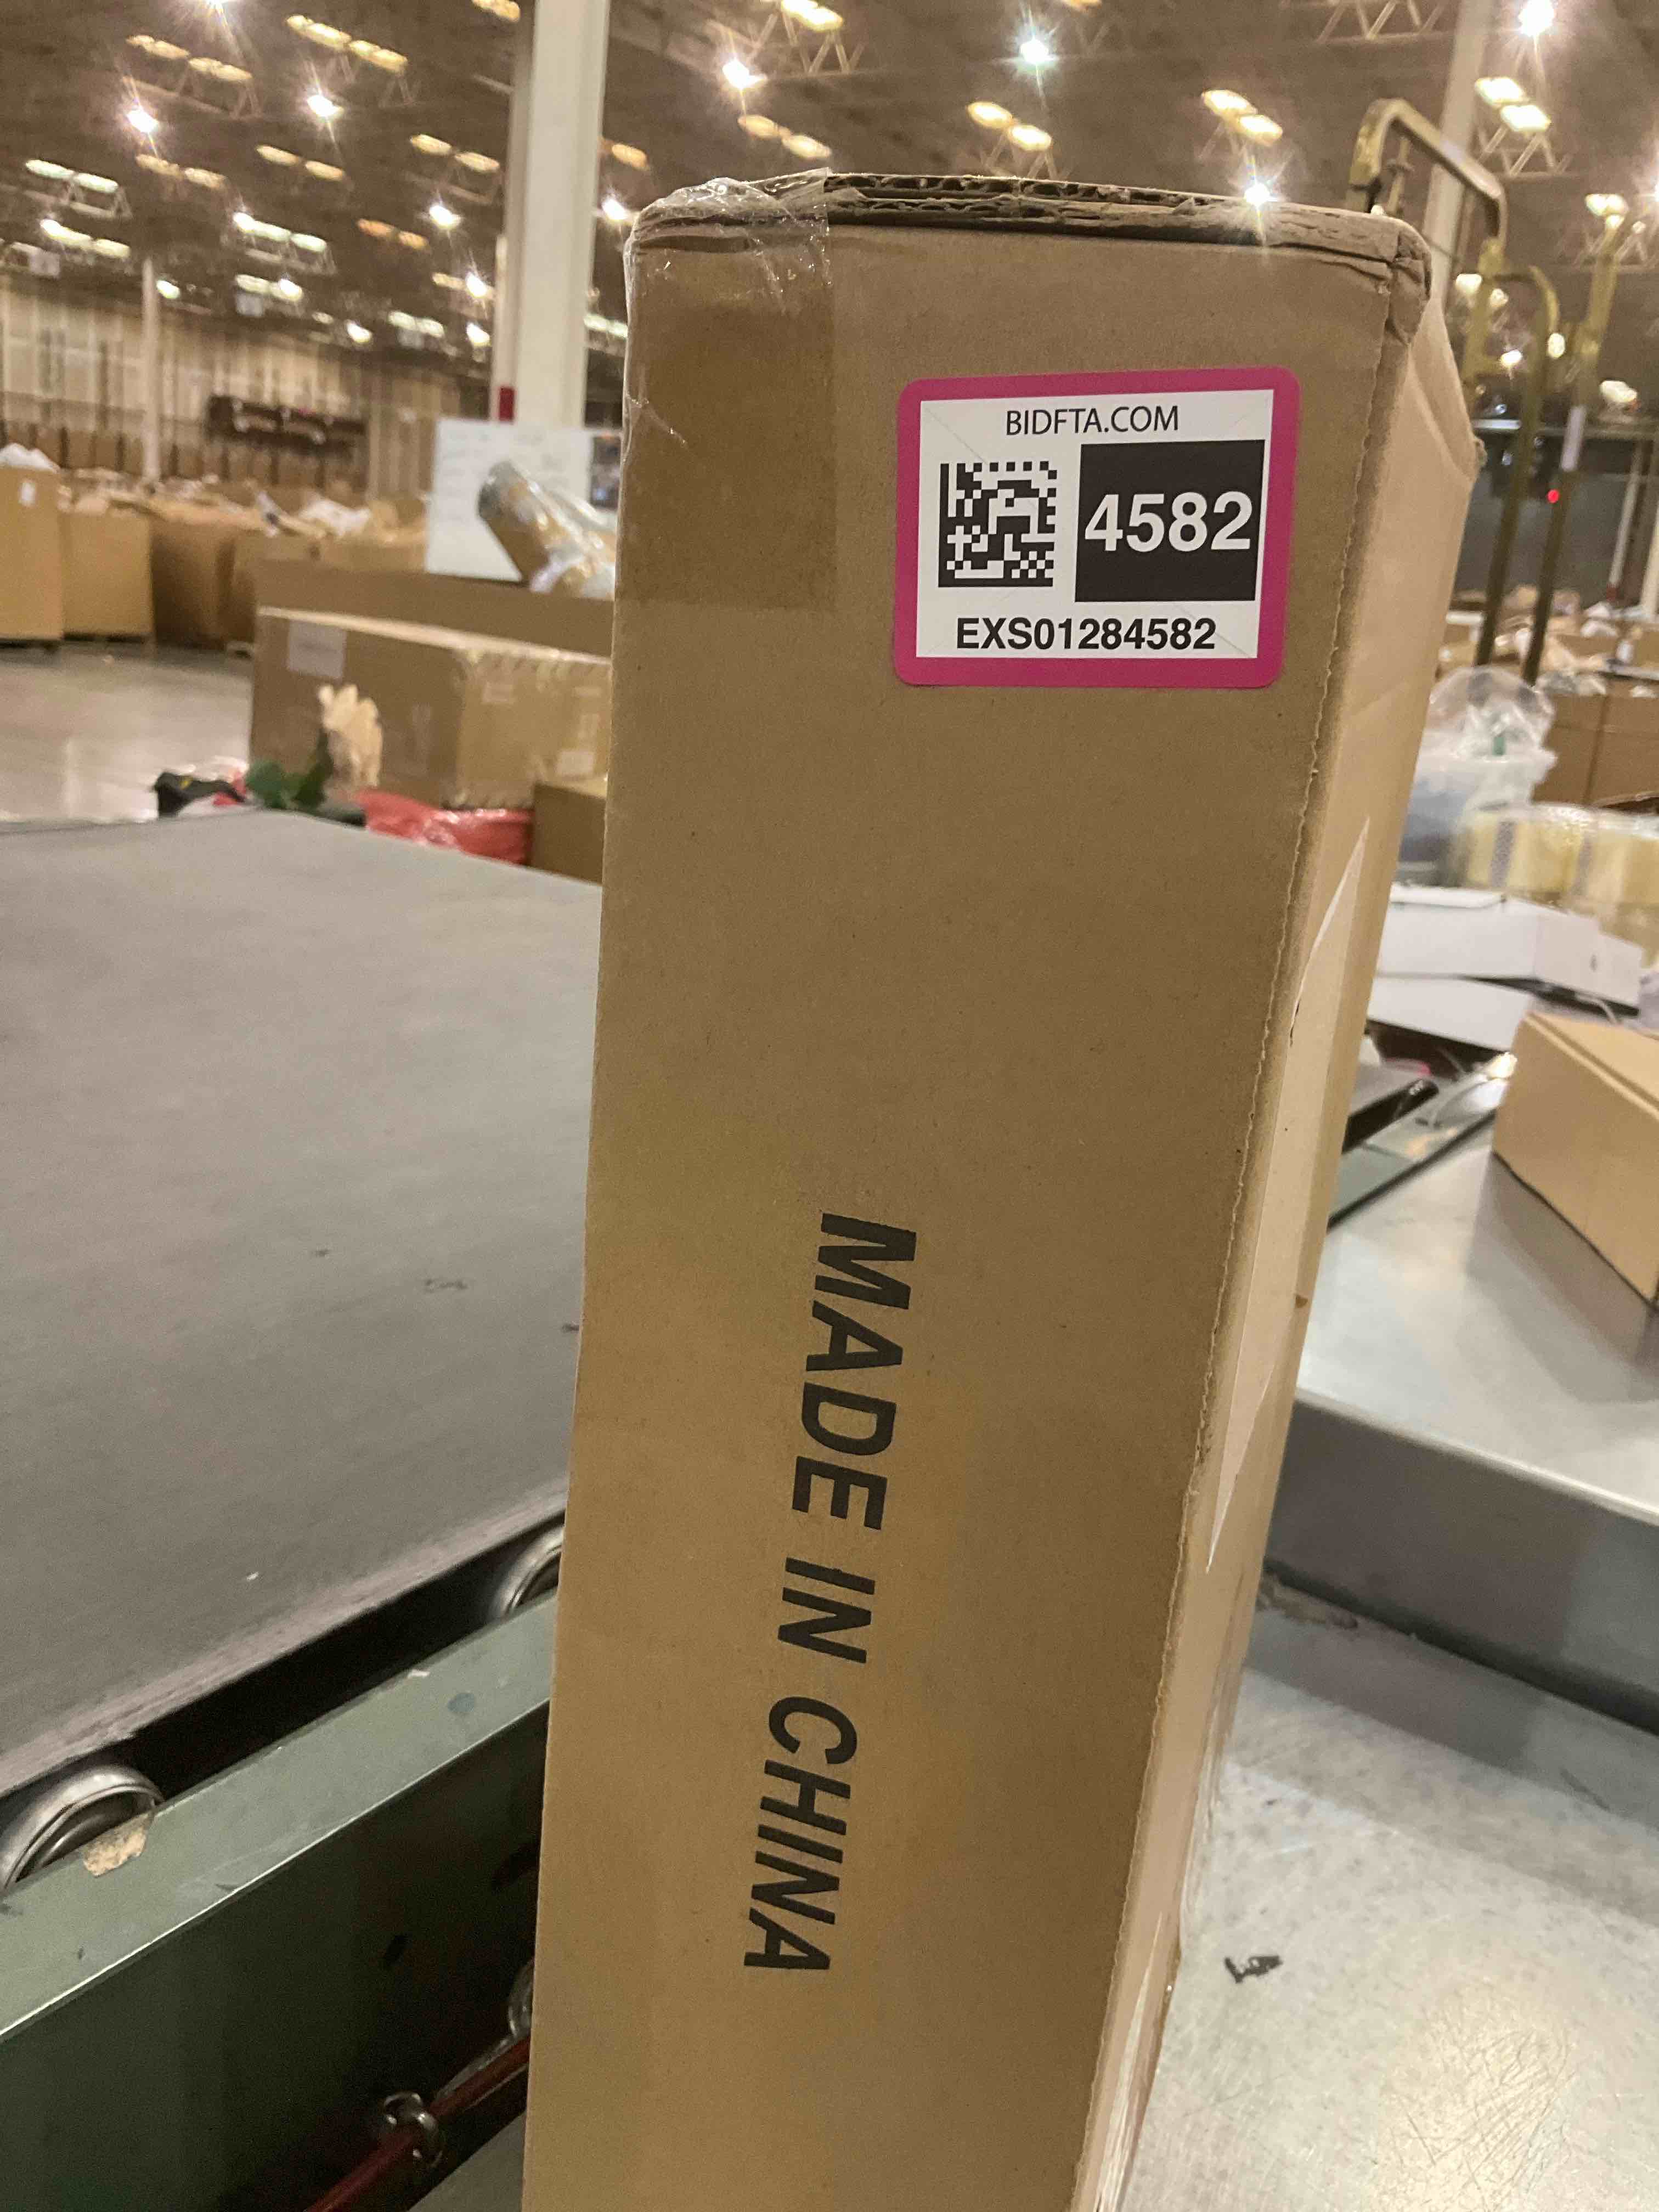 BIDFTA.COM
4582
EXS01284582
MADE IN CHINA